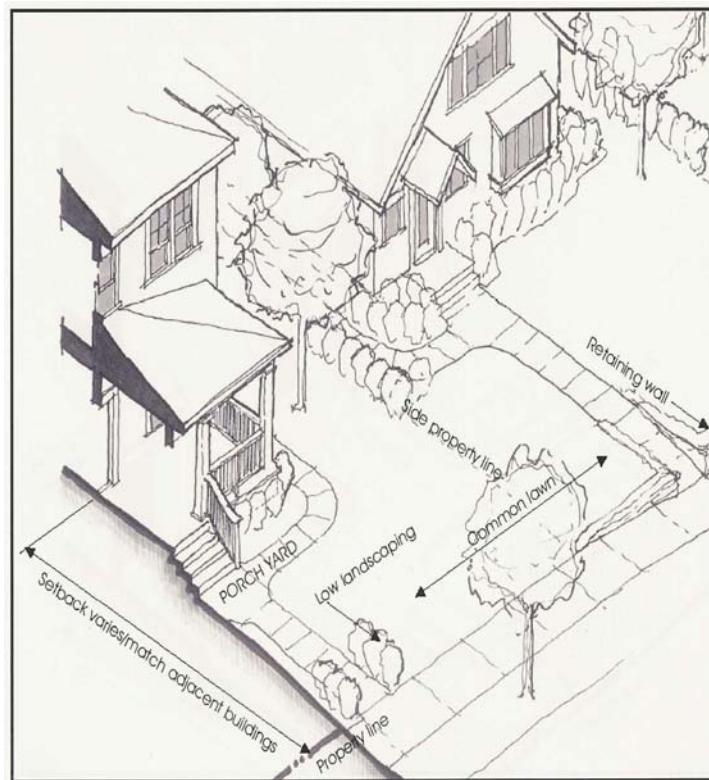 Retaining wall
Side property line
Common lawn
Low landscaping
PORCH YARD
Setback varies/match adjacent buildings
Property line